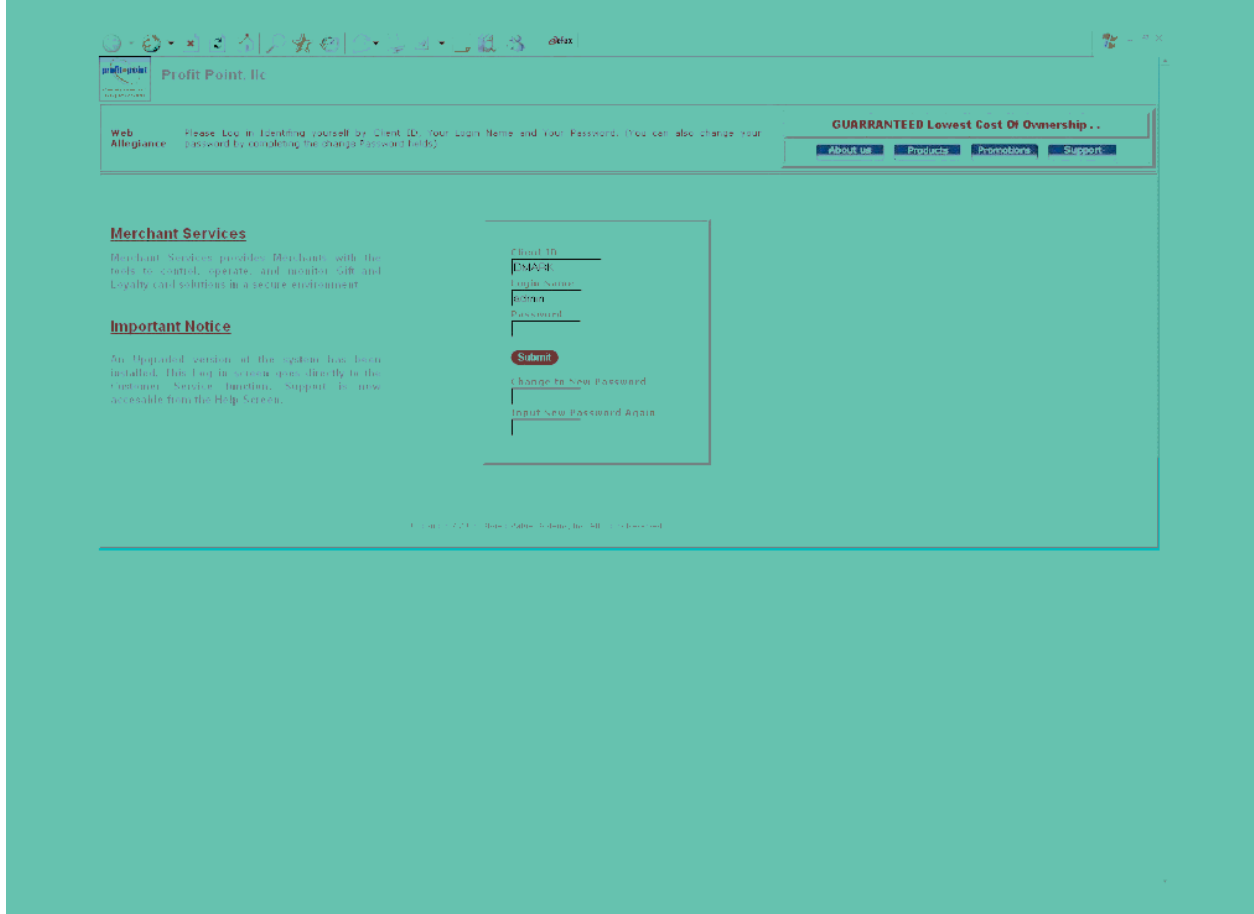 efax
profit-point
Profit Point, llc
Web Allegiance
Please Log in Identifing yourself by Client ID, Your Login Name and Your Password. (You can also change your
password by completing the change Password fields)
GUARRANTEED Lowest Cost Of Ownership . .
About us Products Promotions Support
Merchant Services
Merchant Services provides Merchants with the
tools to control, operate, and monitor Gift and
Loyalty card solutions in a secure environment
Important Notice
An Upgraded version of the system has been
installed. This Log in screen goes directly to the
Customer Service function. Support is now
accesable from the Help Screen.
Client ID
DMARK
Login Name
admin
Password
Submit
Change to New Password
Input New Password Again